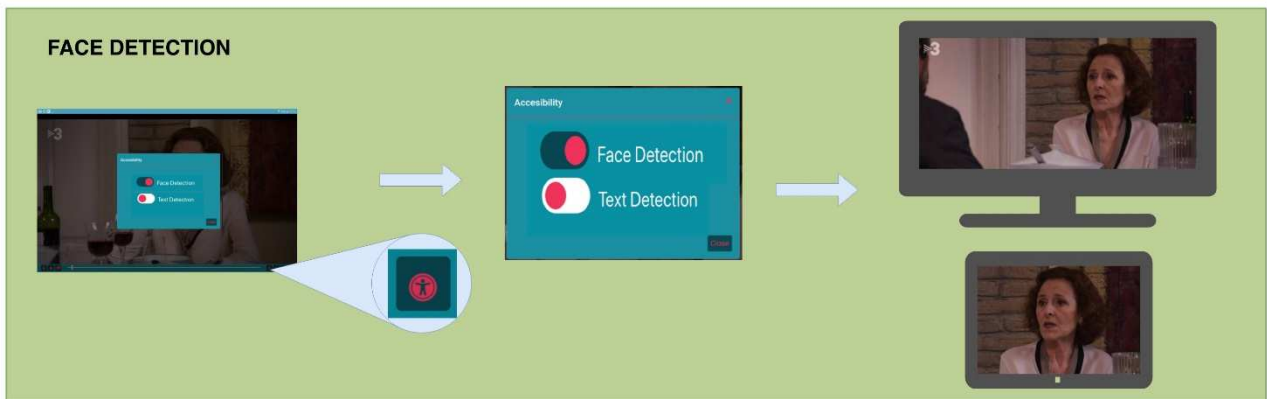 FACE DETECTION
3
Accesibility
Face Detection
Text Detection
Accesibility
Face Detection
Text Detection
Close
3